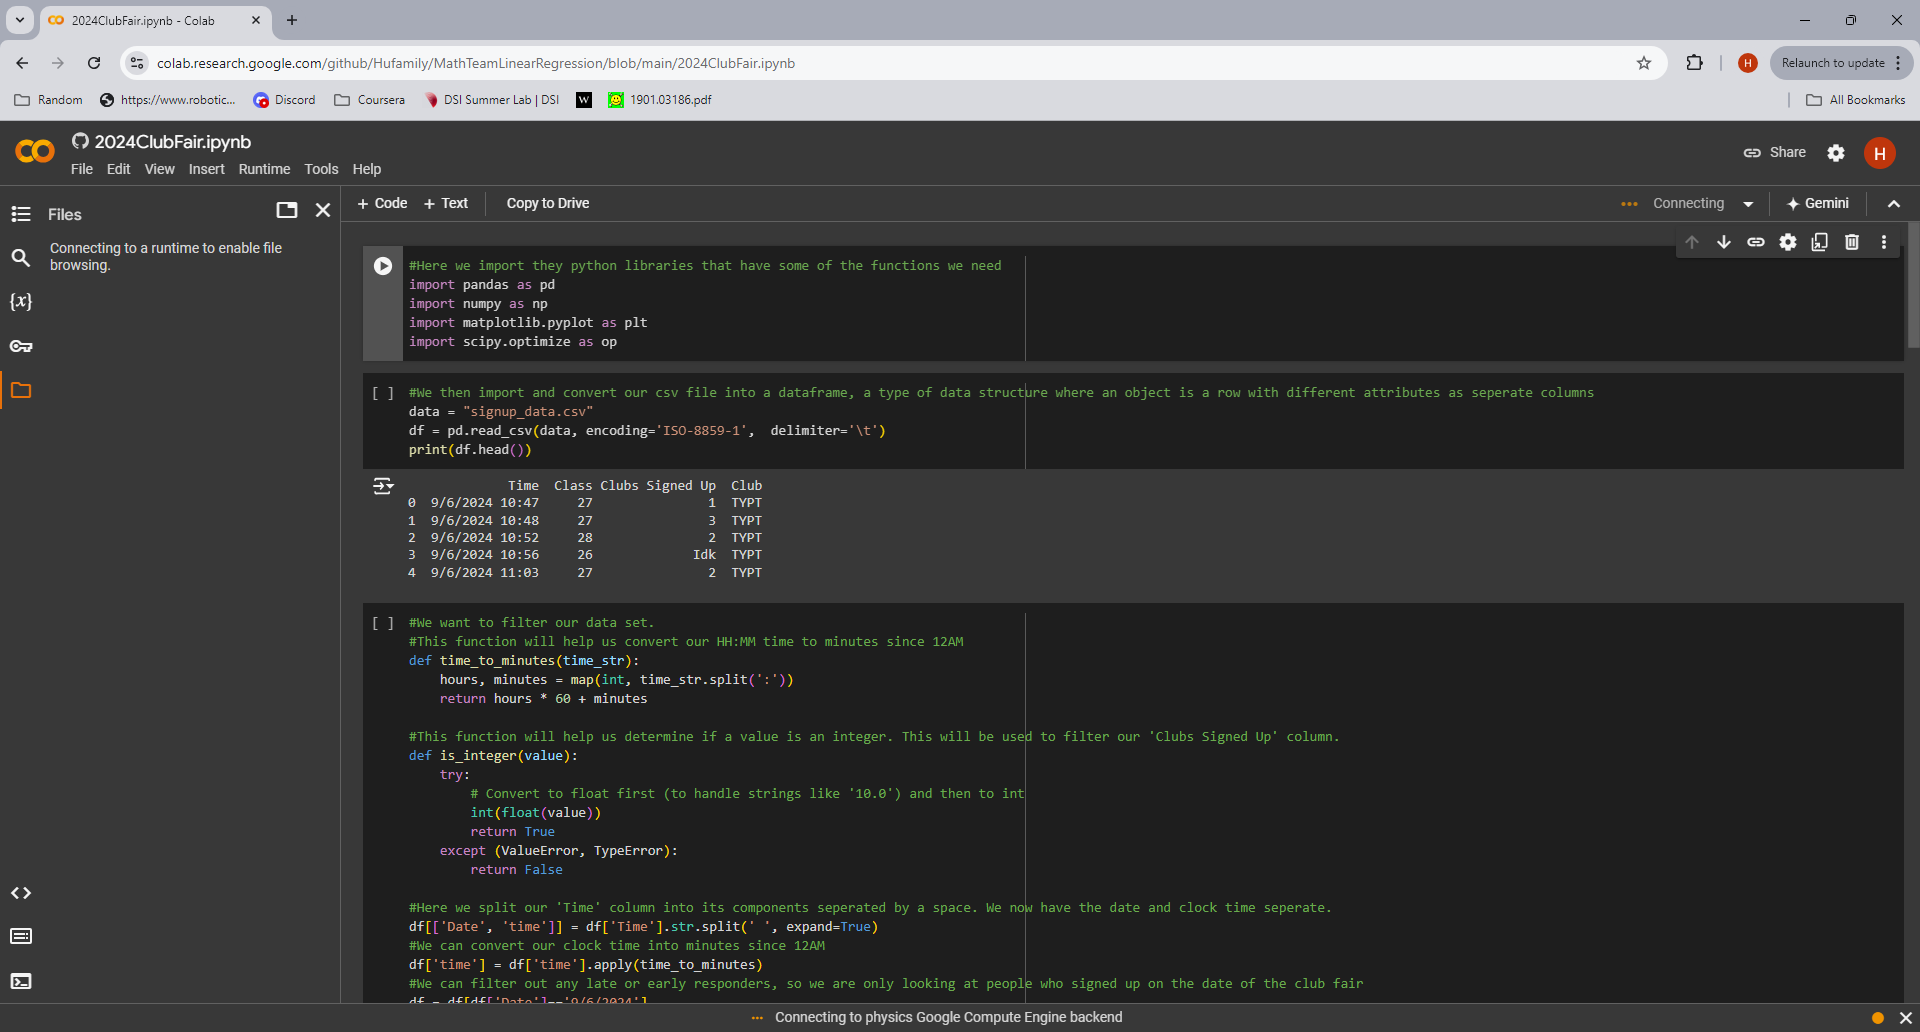 2024ClubFair.ipynb - Colab
colab.research.google.com/github/Hufamily/MathTeamLinearRegression/blob/main/2024ClubFair.ipynb
H
Relaunch to update
Random
https://www.robotic...
Discord
Coursera
DSI Summer Lab | DSI
W
1901.03186.pdf
All Bookmarks
2024ClubFair.ipynb
File Edit View Insert Runtime Tools Help
Share
H
Files
+ Code + Text Copy to Drive
Connecting
Gemini
Connecting to a runtime to enable file
browsing.
{x}
#Here we import they python libraries that have some of the functions we need
import pandas as pd
import numpy as np
import matplotlib.pyplot as plt
import scipy.optimize as op
[ ] #We then import and convert our csv file into a dataframe, a type of data structure where an object is a row with different attributes as seperate columns
data = "signup_data.csv"
df = pd.read_csv(data, encoding='ISO-8859-1',  delimiter='\t')
print(df.head())
Time  Class Clubs Signed Up  Club
0  9/6/2024 10:47     27               1  TYPT
1  9/6/2024 10:48     27               3  TYPT
2  9/6/2024 10:52     28               2  TYPT
3  9/6/2024 10:56     26             Idk  TYPT
4  9/6/2024 11:03     27               2  TYPT
[ ] #We want to filter our data set.
#This function will help us convert our HH:MM time to minutes since 12AM
def time_to_minutes(time_str):
    hours, minutes = map(int, time_str.split(':'))
    return hours * 60 + minutes
#This function will help us determine if a value is an integer. This will be used to filter our 'Clubs Signed Up' column.
def is_integer(value):
    try:
        # Convert to float first (to handle strings like '10.0') and then to int
        int(float(value))
        return True
    except (ValueError, TypeError):
        return False
#Here we split our 'Time' column into its components seperated by a space. We now have the date and clock time seperate.
df[['Date', 'time']] = df['Time'].str.split(' ', expand=True)
#We can convert our clock time into minutes since 12AM
df['time'] = df['time'].apply(time_to_minutes)
#We can filter out any late or early responders, so we are only looking at people who signed up on the date of the club fair
df = df[df['Date']=='9/6/2024']
Connecting to physics Google Compute Engine backend